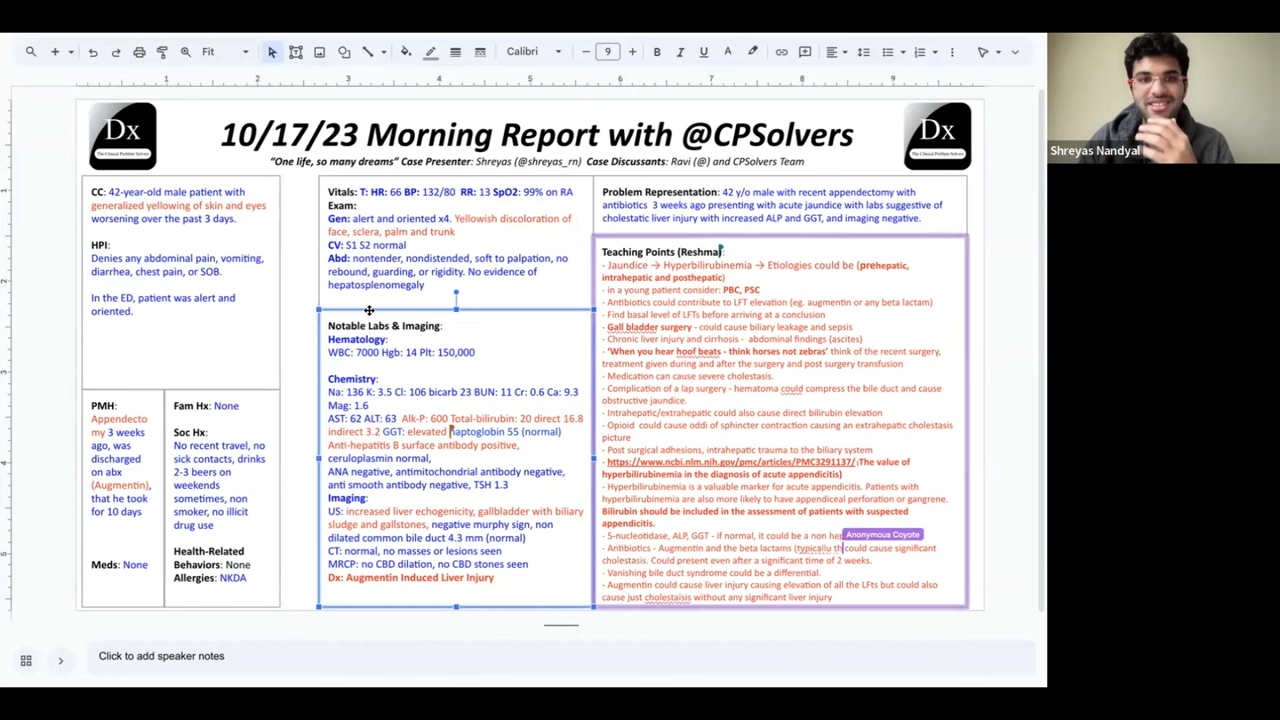 Fit
Calibri
9
B I U A
1 2 3 4 5 6 7 8 9
Dx
The Clinical Problem Solvers
10/17/23 Morning Report with @CPSolvers
“One life, so many dreams” Case Presenter: Shreyas (@shreyas_rn) Case Discussants: Ravi (@) and CPSolvers Team
Dx
The Clinical Problem Solvers
CC: 42-year-old male patient with
generalized yellowing of skin and eyes
worsening over the past 3 days.
HPI:
Denies any abdominal pain, vomiting,
diarrhea, chest pain, or SOB.
In the ED, patient was alert and
oriented.
PMH:
Appendecto
my 3 weeks
ago, was
discharged
on abx
(Augmentin),
that he took
for 10 days
Meds: None
Fam Hx: None
Soc Hx:
No recent travel, no
sick contacts, drinks
2-3 beers on
weekends
sometimes, non
smoker, no illicit
drug use
Health-Related
Behaviors: None
Allergies: NKDA
Vitals: T: HR: 66 BP: 132/80 RR: 13 SpO2: 99% on RA
Exam:
Gen: alert and oriented x4. Yellowish discoloration of
face, sclera, palm and trunk
CV: S1 S2 normal
Abd: nontender, nondistended, soft to palpation, no
rebound, guarding, or rigidity. No evidence of
hepatosplenomegaly
Notable Labs & Imaging:
Hematology:
WBC: 7000 Hgb: 14 Plt: 150,000
Chemistry:
Na: 136 K: 3.5 Cl: 106 bicarb 23 BUN: 11 Cr: 0.6 Ca: 9.3
Mag: 1.6
AST: 62 ALT: 63 Alk-P: 600 Total-bilirubin: 20 direct 16.8
indirect 3.2 GGT: elevated haptoglobin 55 (normal)
Anti-hepatitis B surface antibody positive,
ceruloplasmin normal,
ANA negative, antimitochondrial antibody negative,
anti smooth antibody negative, TSH 1.3
Imaging:
US: increased liver echogenicity, gallbladder with biliary
sludge and gallstones, negative murphy sign, non
dilated common bile duct 4.3 mm (normal)
CT: normal, no masses or lesions seen
MRCP: no CBD dilation, no CBD stones seen
Dx: Augmentin Induced Liver Injury
Problem Representation: 42 y/o male with recent appendectomy with
antibiotics 3 weeks ago presenting with acute jaundice with labs suggestive of
cholestatic liver injury with increased ALP and GGT, and imaging negative.
Teaching Points (Reshma):
- Jaundice → Hyperbilirubinemia → Etiologies could be (prehepatic,
intrahepatic and posthepatic)
- in a young patient consider: PBC, PSC
- Antibiotics could contribute to LFT elevation (eg. augmentin or any beta lactam)
- Find basal level of LFTs before arriving at a conclusion
- Gall bladder surgery - could cause biliary leakage and sepsis
- Chronic liver injury and cirrhosis - abdominal findings (ascites)
- ‘When you hear hoof beats - think horses not zebras’ think of the recent surgery,
treatment given during and after the surgery and post surgery transfusion
- Medication can cause severe cholestasis.
- Complication of a lap surgery - hematoma could compress the bile duct and cause
obstructive jaundice.
- Intrahepatic/extrahepatic could also cause direct bilirubin elevation
- Opioid could cause oddi of sphincter contraction causing an extrahepatic cholestasis
picture
- Post surgical adhesions, intrahepatic trauma to the biliary system
- https://www.ncbi.nlm.nih.gov/pmc/articles/PMC3291137/ (The value of
hyperbilirubinemia in the diagnosis of acute appendicitis)
- Hyperbilirubinemia is a valuable marker for acute appendicitis. Patients with
hyperbilirubinemia are also more likely to have appendiceal perforation or gangrene.
Bilirubin should be included in the assessment of patients with suspected
appendicitis.
- 5-nucleotidase, ALP, GGT - if normal, it could be a non hep
Anonymous Coyote
- Antibiotics - Augmentin and the beta lactams (typicallu th could cause significant
cholestasis. Could present even after a significant time of 2 weeks.
- Vanishing bile duct syndrome could be a differential.
- Augmentin could cause liver injury causing elevation of all the LFTs but could also
cause just cholestaisis without any significant liver injury
Click to add speaker notes
Shreyas Nandyal